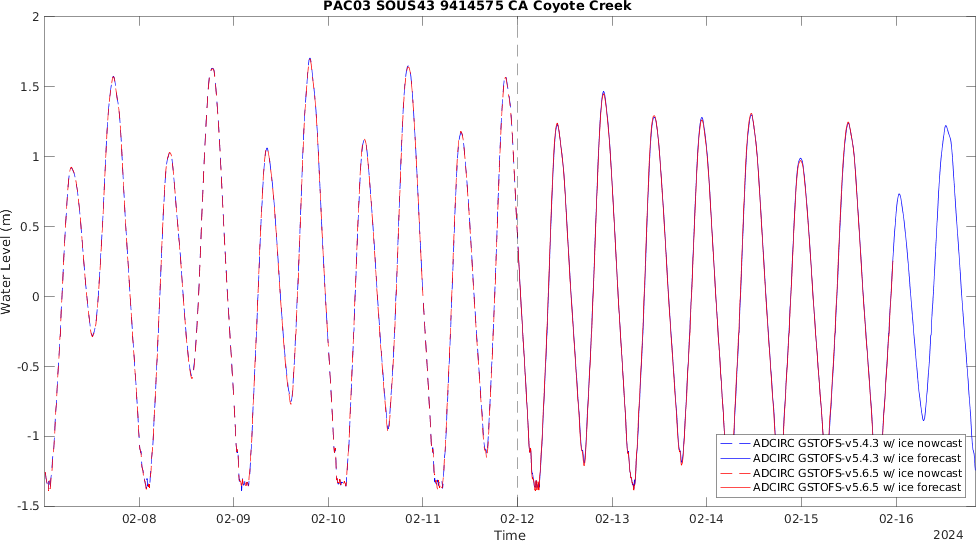 PAC03 SOUS43 9414575 CA Coyote Creek
Water Level (m)
2
1.5
1
0.5
0
-0.5
-1
-1.5
ADCIRC GSTOFS-v5.4.3 w/ ice nowcast
ADCIRC GSTOFS-v5.4.3 w/ ice forecast
ADCIRC GSTOFS-v5.6.5 w/ ice nowcast
ADCIRC GSTOFS-v5.6.5 w/ ice forecast
02-08 02-09 02-10 02-11 02-12 02-13 02-14 02-15 02-16
Time
2024